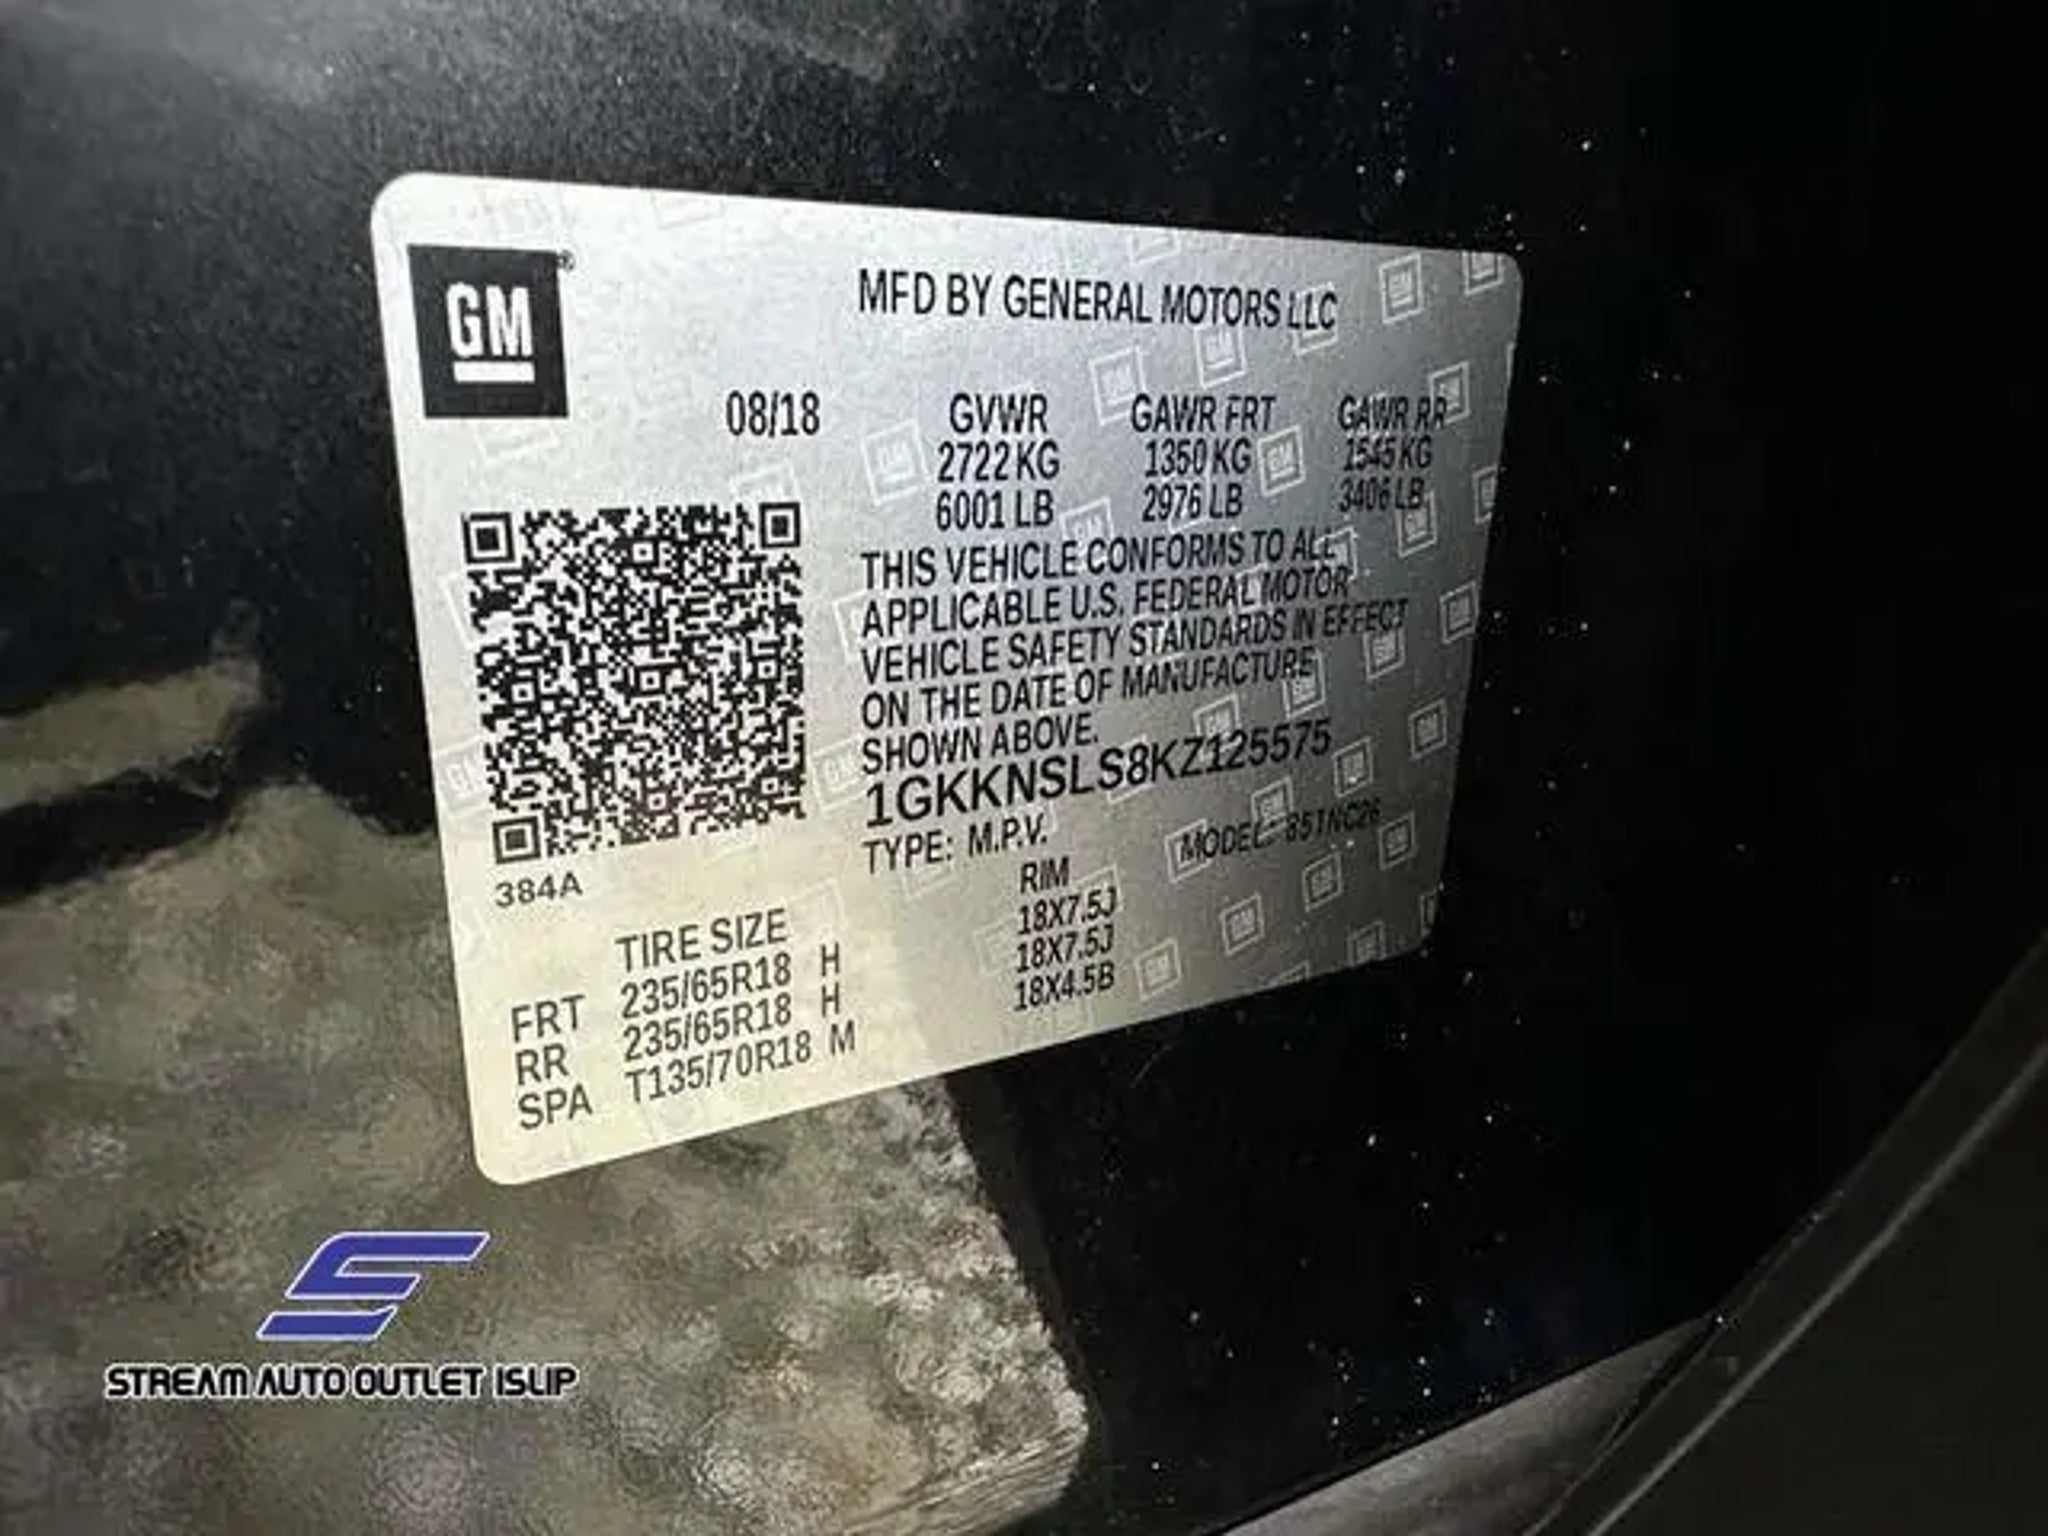 GM
MFD BY GENERAL MOTORS LLC
08/18 GVWR GAWR FRT GAWR RR
2722 KG 1350 KG 1545 KG
6001 LB 2976 LB 3406 LB
THIS VEHICLE CONFORMS TO ALL
APPLICABLE U.S. FEDERAL MOTOR
VEHICLE SAFETY STANDARDS IN EFFECT
ON THE DATE OF MANUFACTURE
SHOWN ABOVE.
1GKKNSLS8KZ125575
TYPE: M.P.V. MODEL:
384A
TIRE SIZE RIM
FRT 235/65R18 H 18X7.5J
RR 235/65R18 H 18X7.5J
SPA T135/70R18 M 18X4.5B
STREAM AUTO OUTLET ISLIP